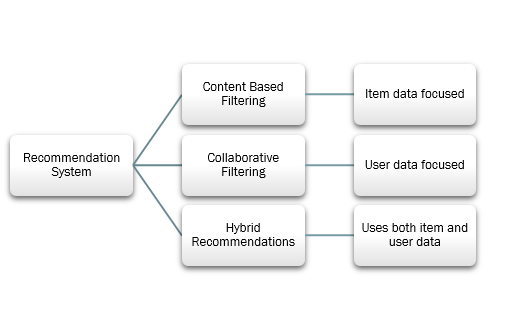 Recommendation
System
Content Based
Filtering
Item data focused
Collaborative
Filtering
User data focused
Hybrid
Recommendations
Uses both item and
user data